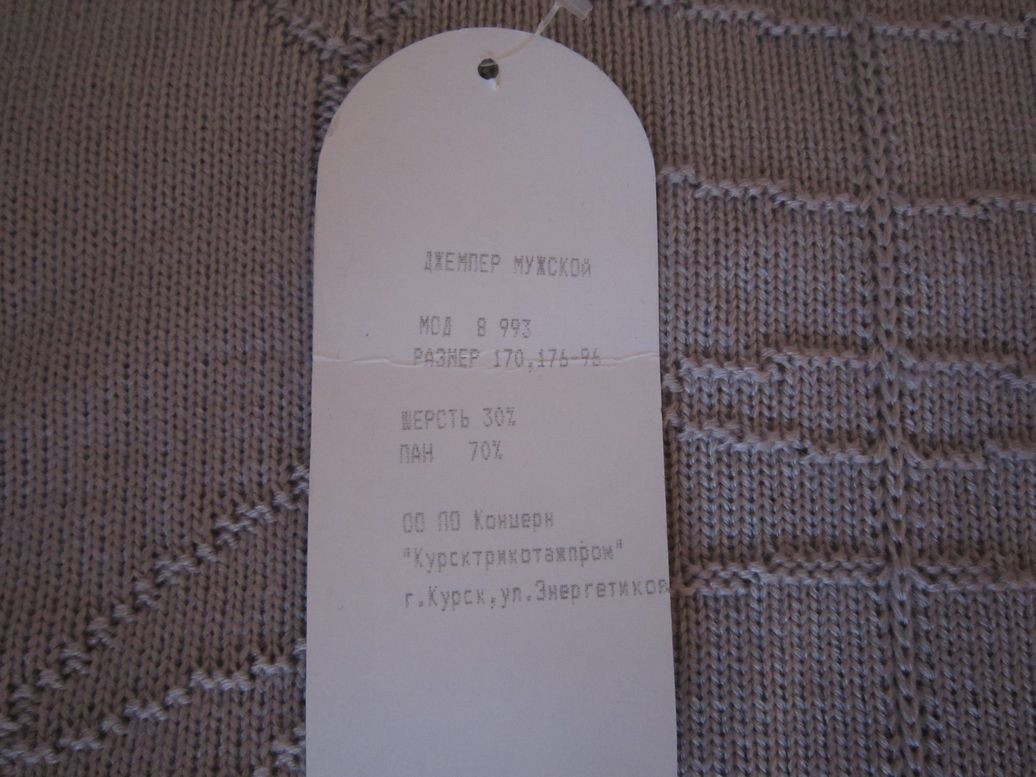 ДЖЕМПЕР МУЖСКОЙ
МОД 8 993
РАЗМЕР 170,176-96
ШЕРСТЬ 30%
ПАН 70%
ОО ПО Концерн
"Курсктрикотажпром"
г.Курск,ул.Энергетиков